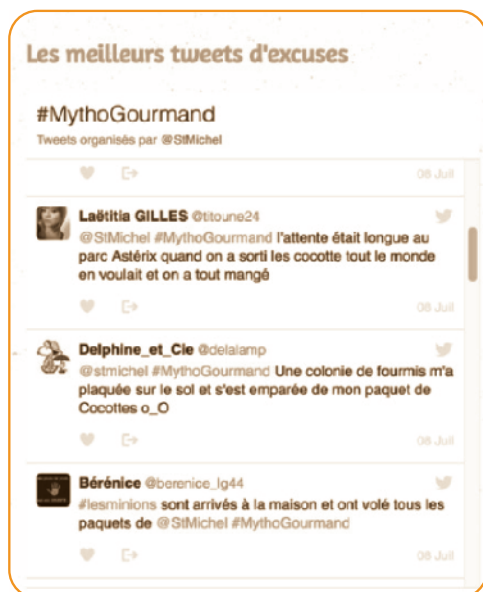 Les meilleurs tweets d'excuses
#MythoGourmand
Tweets organisés par @StMichel
08 Juil
Laëtitia GILLES @titoune24
@StMichel #MythoGourmand l'attente était longue au
parc Astérix quand on a sorti les cocotte tout le monde
en voulait et on a tout mangé
08 Juil
Delphine_et_Cie @delalamp
@stmichel #MythoGourmand Une colonie de fourmis m'a
plaquée sur le sol et s'est emparée de mon paquet de
Cocottes o_O
08 Juil
Bérénice @berenice_lg44
#lesminions sont arrivés à la maison et ont volé tous les
paquets de @StMichel #MythoGourmand
08 Juil